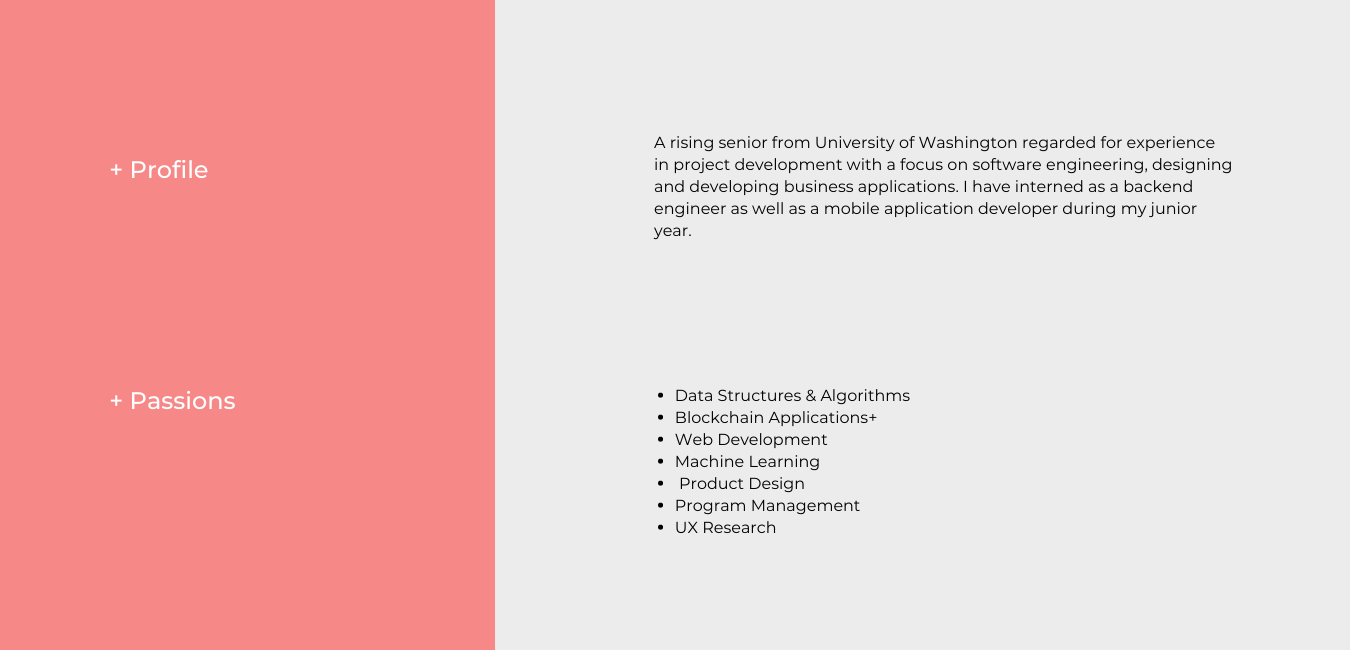 + Profile
A rising senior from University of Washington regarded for experience
in project development with a focus on software engineering, designing
and developing business applications. I have interned as a backend
engineer as well as a mobile application developer during my junior
year.
+ Passions
• Data Structures & Algorithms
• Blockchain Applications+
• Web Development
• Machine Learning
• Product Design
• Program Management
• UX Research